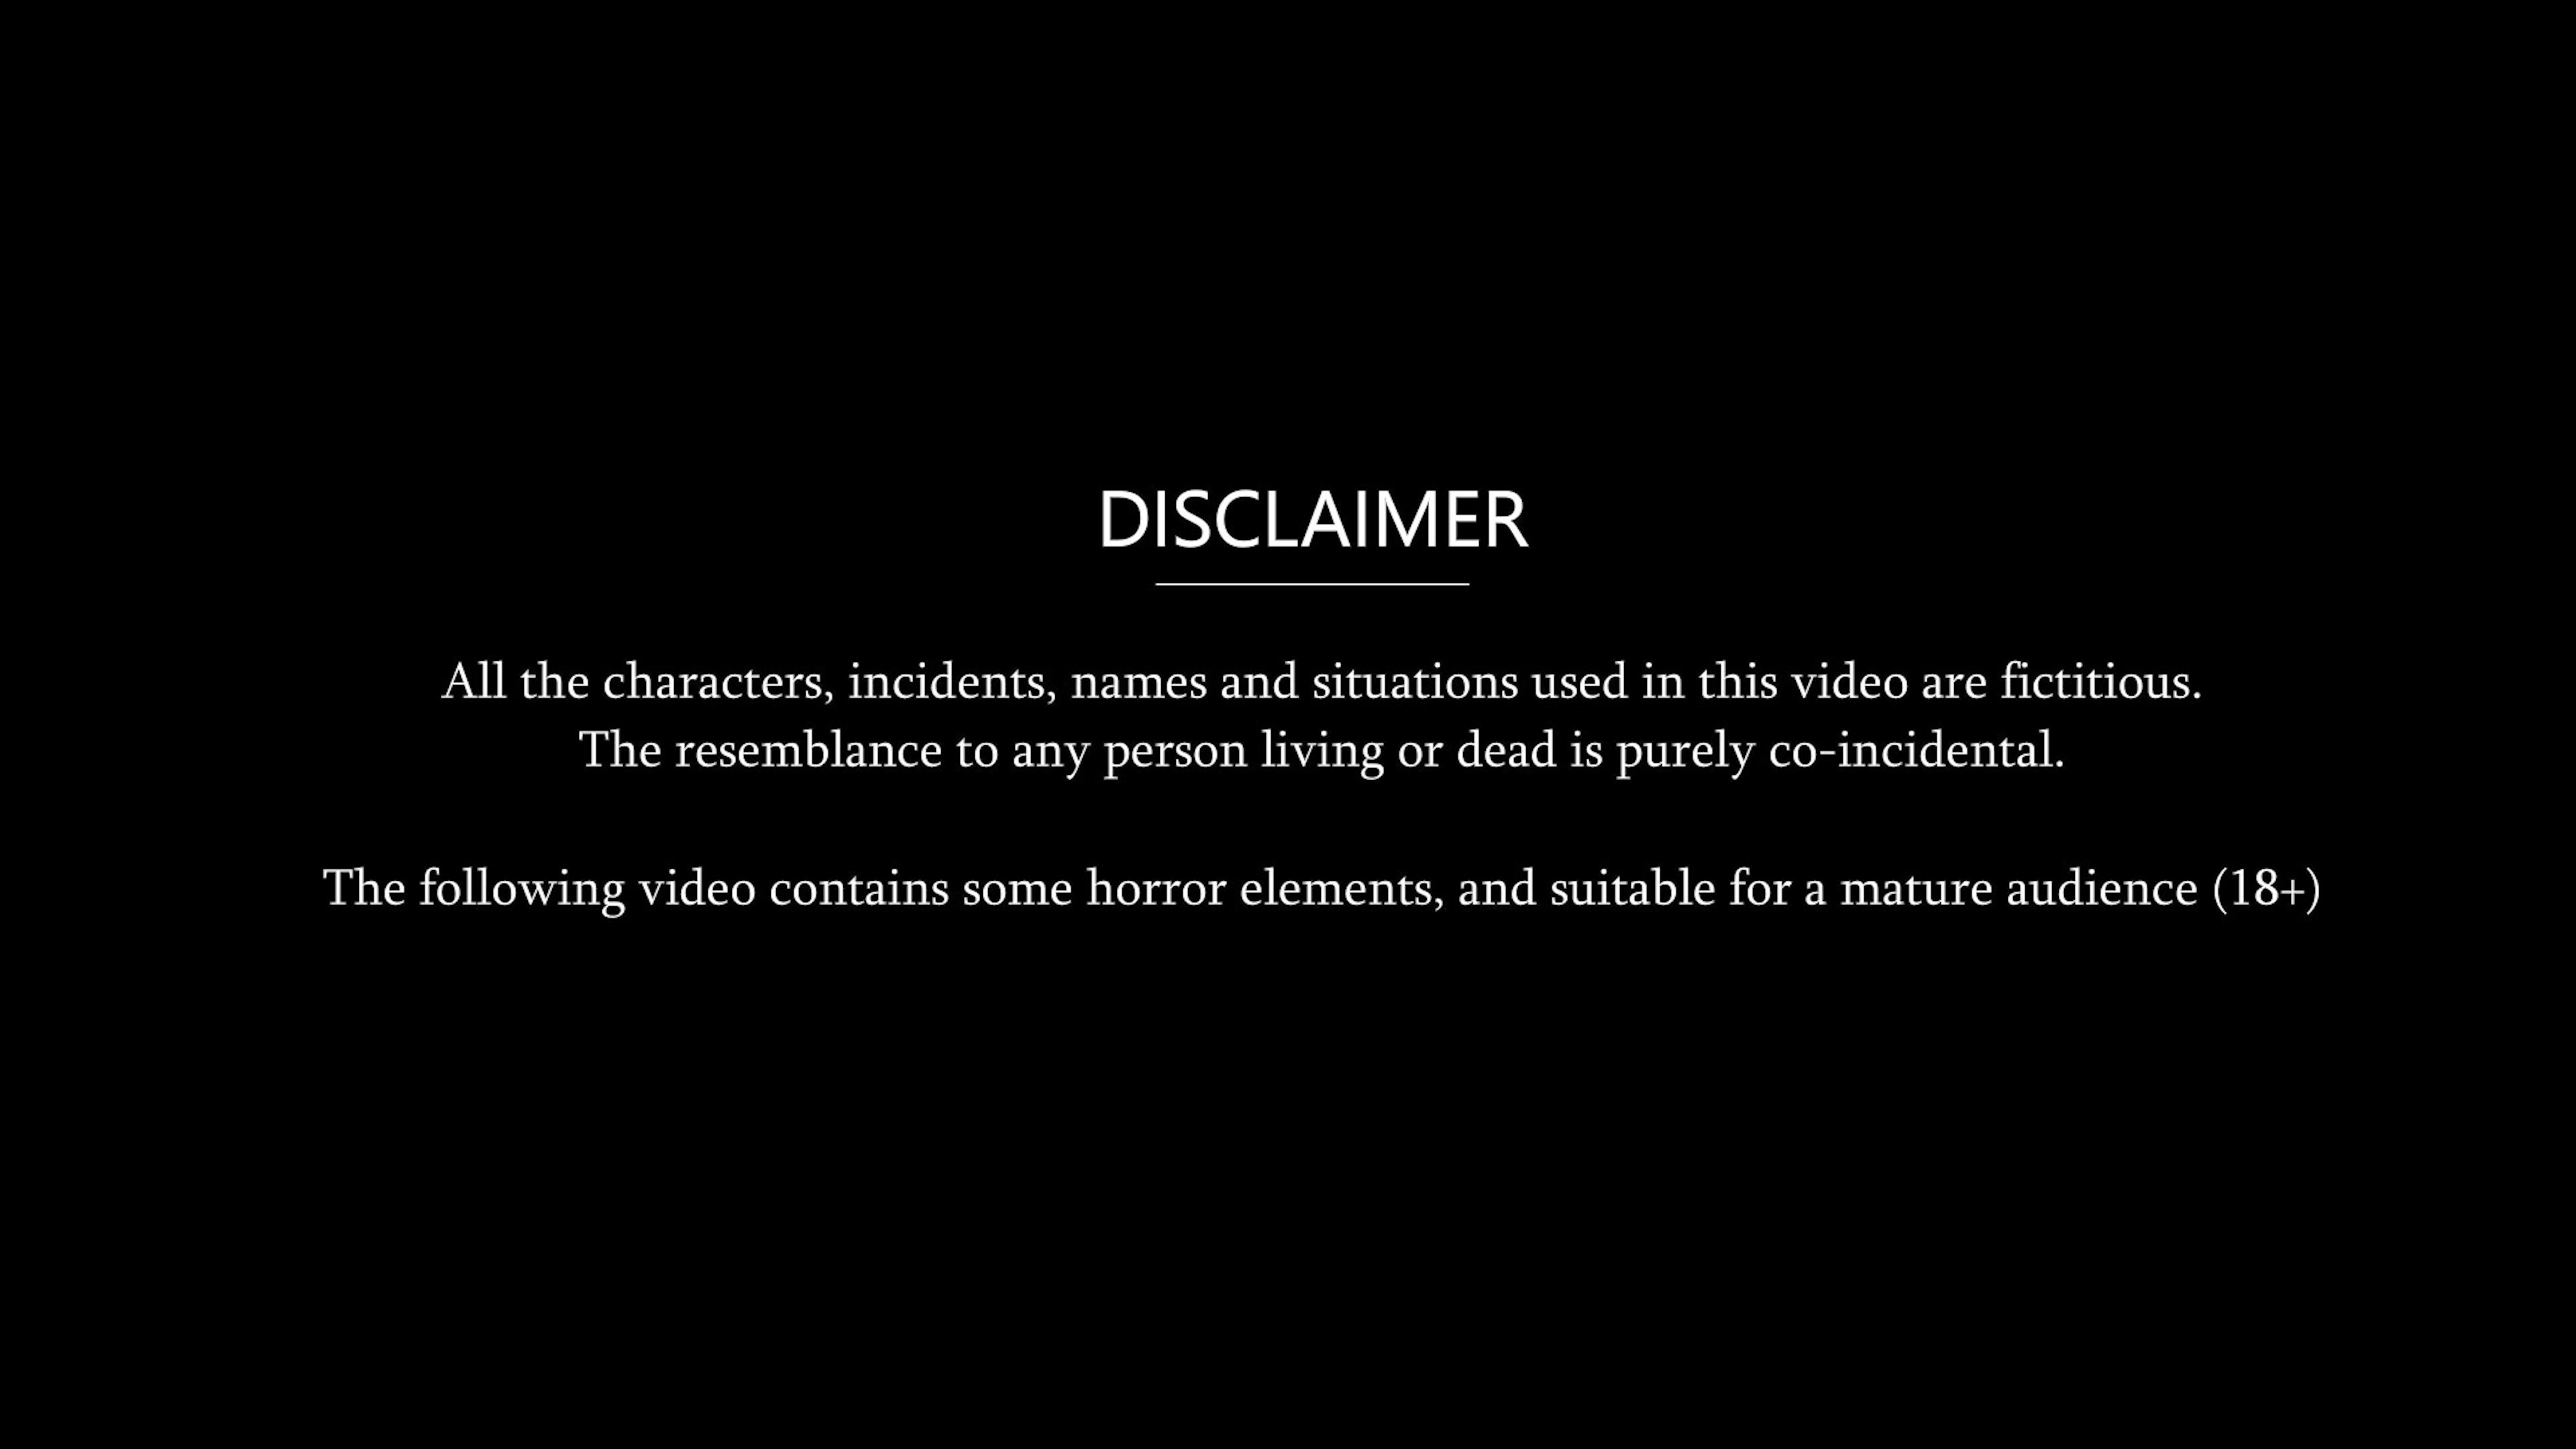 DISCLAIMER
All the characters, incidents, names and situations used in this video are fictitious.
The resemblance to any person living or dead is purely co-incidental.
The following video contains some horror elements, and suitable for a mature audience (18+)